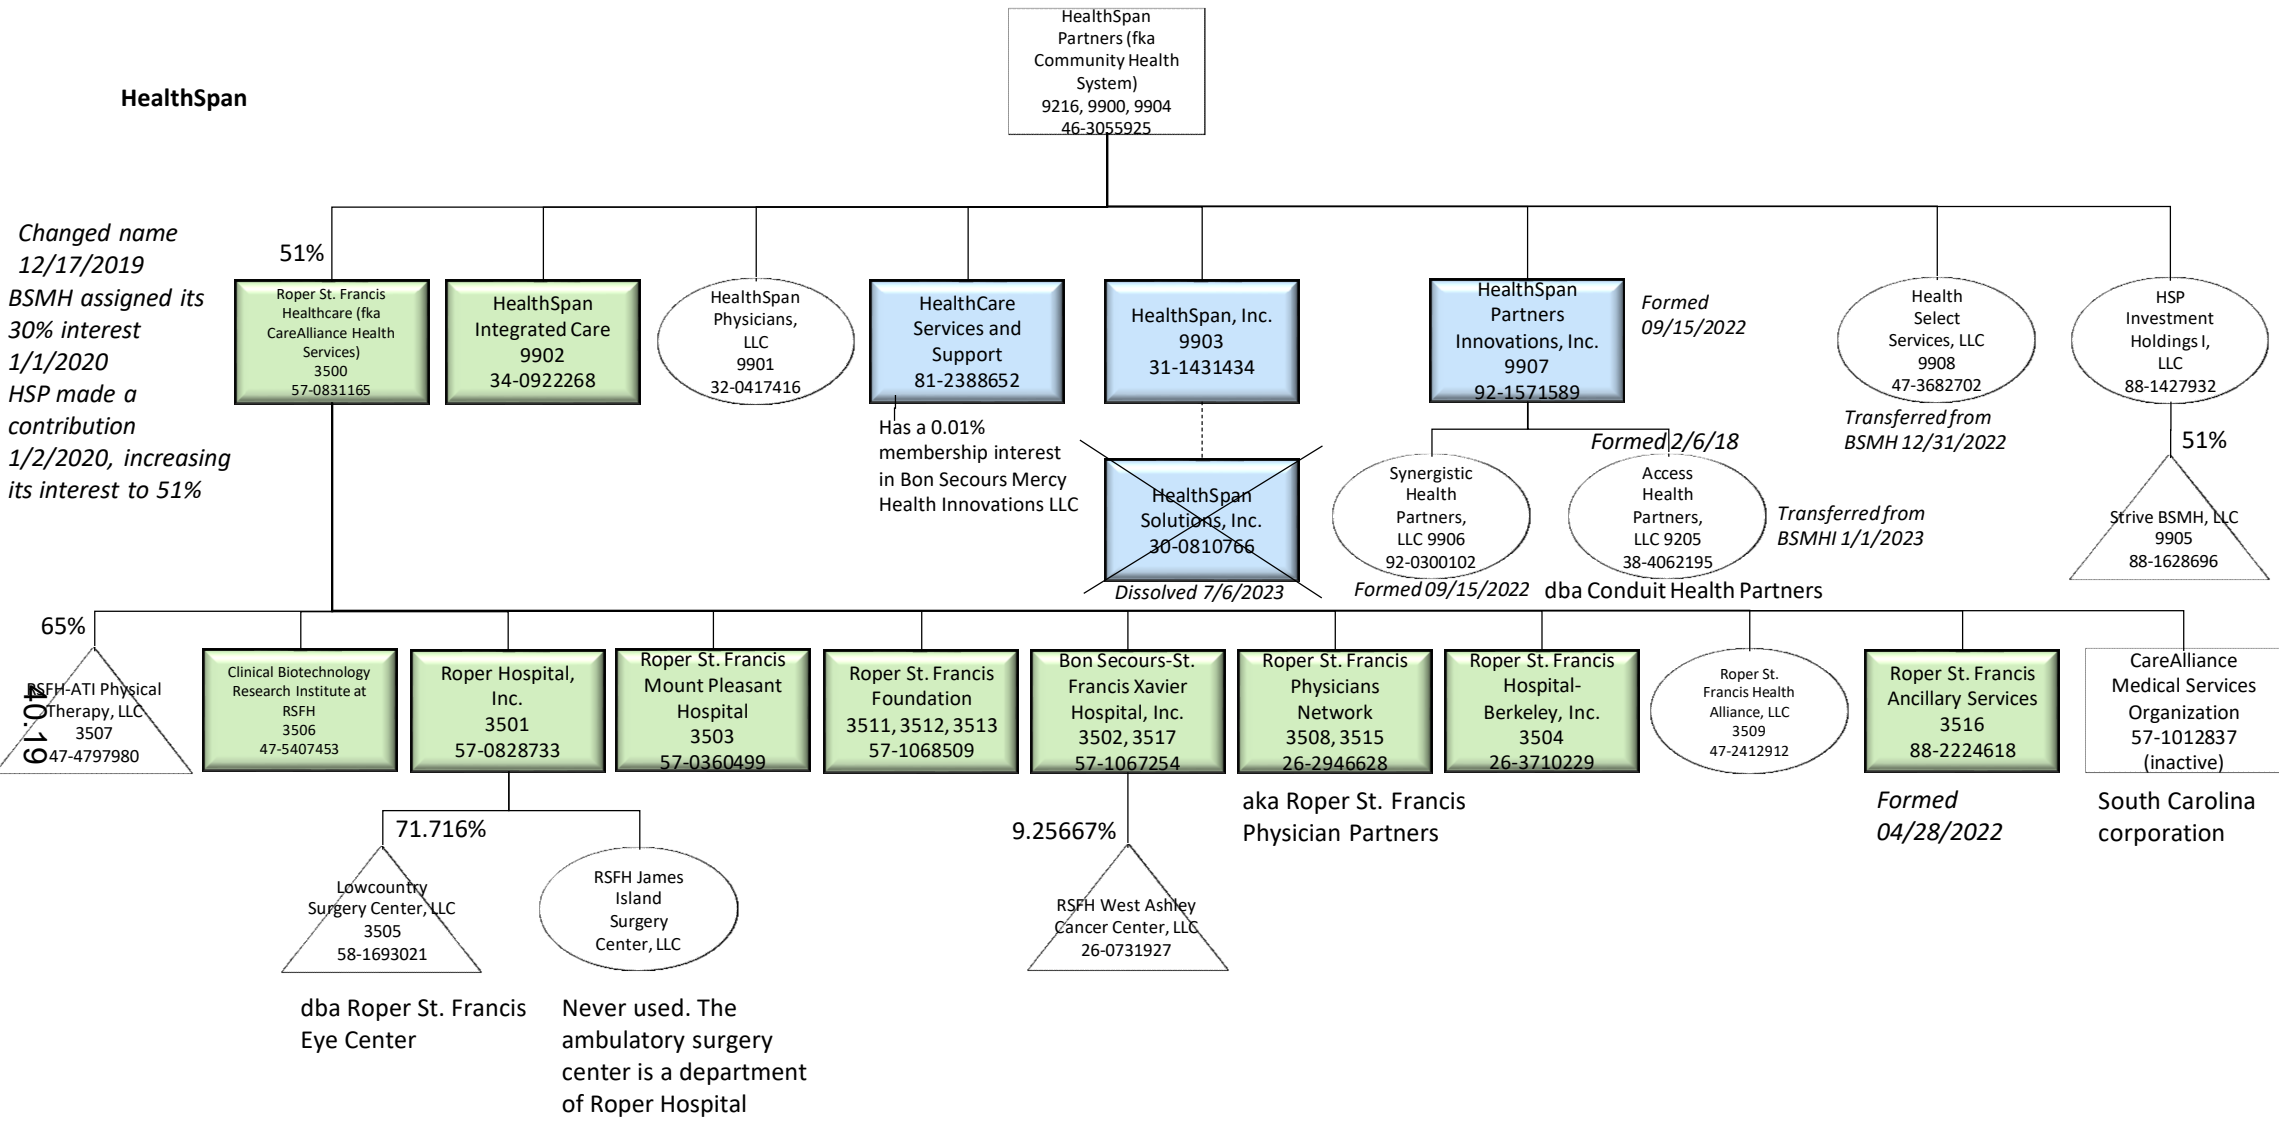 HealthSpan
HealthSpan
Partners (fka
Community Health
System)
9216, 9900, 9904
46-3055925
Changed name
12/17/2019
BSMH assigned its
30% interest
1/1/2020
HSP made a
contribution
1/2/2020, increasing
its interest to 51%
51%
Roper St. Francis
Healthcare (fka
CareAlliance Health
Services)
3500
57-0831165
HealthSpan
Integrated Care
9902
34-0922268
HealthSpan
Physicians,
LLC
9901
32-0417416
HealthCare
Services and
Support
81-2388652
Has a 0.01%
membership interest
in Bon Secours Mercy
Health Innovations LLC
HealthSpan, Inc.
9903
31-1431434
HealthSpan
Solutions, Inc.
30-0810766
Dissolved 7/6/2023
HealthSpan
Partners
Innovations, Inc.
9907
92-1571589
Formed
09/15/2022
Synergistic
Health
Partners,
LLC 9906
92-0300102
Formed 09/15/2022
Formed 2/6/18
Access
Health
Partners,
LLC 9205
38-4062195
Transferred from
BSMHI 1/1/2023
dba Conduit Health Partners
Health
Select
Services, LLC
9908
47-3682702
Transferred from
BSMH 12/31/2022
HSP
Investment
Holdings I,
LLC
88-1427932
51%
Strive BSMH, LLC
9905
88-1628696
65%
RSFH-ATI Physical
Therapy, LLC
3507
47-4797980
40.19
Clinical Biotechnology
Research Institute at
RSFH
3506
47-5407453
Roper Hospital,
Inc.
3501
57-0828733
Roper St. Francis
Mount Pleasant
Hospital
3503
57-0360499
Roper St. Francis
Foundation
3511, 3512, 3513
57-1068509
Bon Secours-St.
Francis Xavier
Hospital, Inc.
3502, 3517
57-1067254
Roper St. Francis
Physicians
Network
3508, 3515
26-2946628
aka Roper St. Francis
Physician Partners
Roper St. Francis
Hospital-
Berkeley, Inc.
3504
26-3710229
Roper St.
Francis Health
Alliance, LLC
3509
47-2412912
Roper St. Francis
Ancillary Services
3516
88-2224618
Formed
04/28/2022
CareAlliance
Medical Services
Organization
57-1012837
(inactive)
South Carolina
corporation
71.716%
Lowcountry
Surgery Center, LLC
3505
58-1693021
dba Roper St. Francis
Eye Center
RSFH James
Island
Surgery
Center, LLC
Never used. The
ambulatory surgery
center is a department
of Roper Hospital
9.25667%
RSFH West Ashley
Cancer Center, LLC
26-0731927